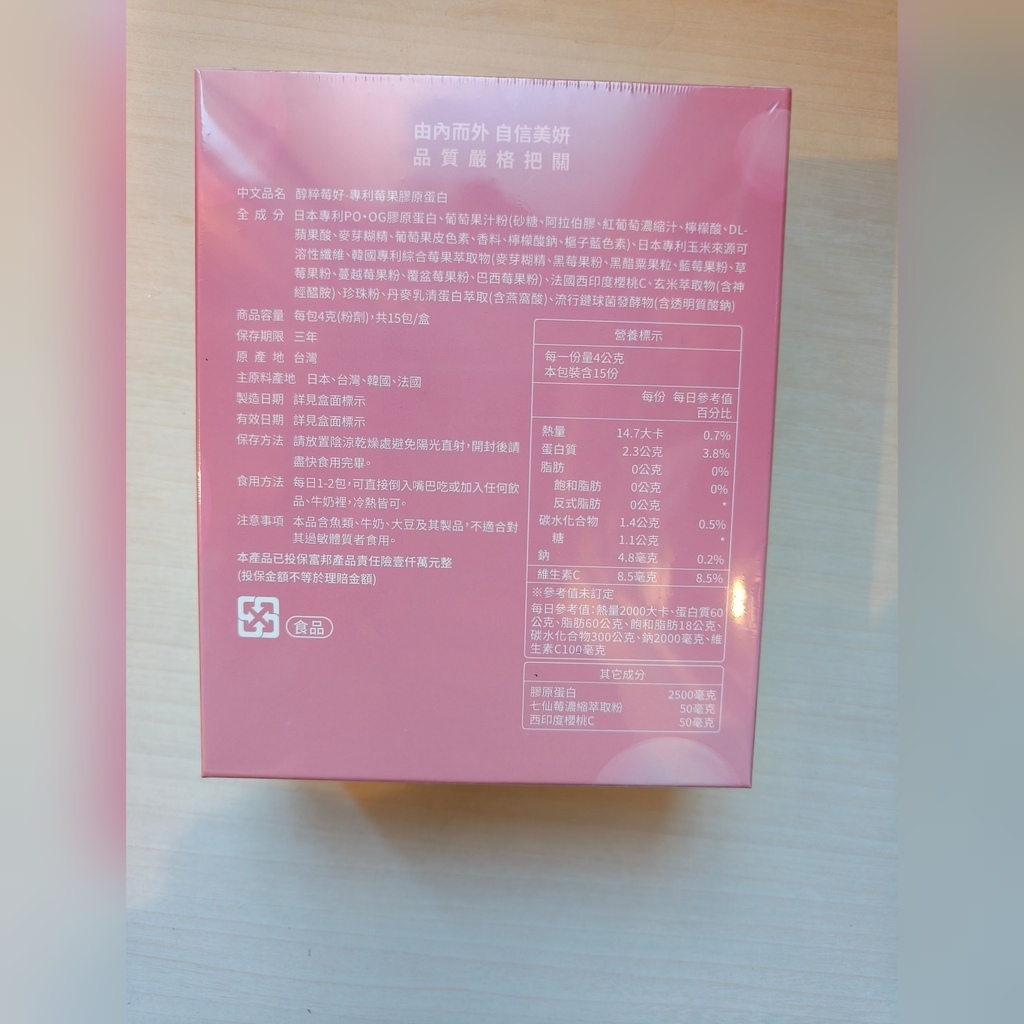 由內而外 自信美妍
品質嚴格把關
中文品名 醇粹莓好-專利莓果膠原蛋白
全成分 日本專利PO·OG膠原蛋白、葡萄果汁粉(砂糖、阿拉伯膠、紅葡萄濃縮汁、檸檬酸、DL-
蘋果酸、麥芽糊精、葡萄果皮色素、香料、檸檬酸鈉、梔子藍色素)、日本專利玉米來源可
溶性纖維、韓國專利綜合莓果萃取物(麥芽糊精、黑莓果粉、黑醋粟果粒、藍莓果粉、草
莓果粉、蔓越莓果粉、覆盆莓果粉、巴西莓果粉)、法國西印度櫻桃C、玄米萃取物(含神
經醯胺)、珍珠粉、丹麥乳清蛋白萃取(含燕窩酸)、流行鏈球菌發酵物(含透明質酸鈉)
商品容量 每包4克(粉劑),共15包/盒
保存期限 三年
原產地 台灣
主原料產地 日本、台灣、韓國、法國
製造日期 詳見盒面標示
有效日期 詳見盒面標示
保存方法 請放置陰涼乾燥處避免陽光直射,開封後請
盡快食用完畢。
食用方法 每日1-2包,可直接倒入嘴巴吃或加入任何飲
品、牛奶裡,冷熱皆可。
注意事項 本品含魚類、牛奶、大豆及其製品,不適合對
其過敏體質者食用。
本產品已投保富邦產品責任險壹仟萬元整
(投保金額不等於理賠金額)
食品
營養標示
每一份量4公克
本包裝含15份
每份 每日參考值
百分比
熱量 14.7大卡 0.7%
蛋白質 2.3公克 3.8%
脂肪 0公克 0%
飽和脂肪 0公克 0%
反式脂肪 0公克 *
碳水化合物 1.4公克 0.5%
糖 1.1公克 *
鈉 4.8毫克 0.2%
維生素C 8.5毫克 8.5%
※參考值未訂定
每日參考值:熱量2000大卡、蛋白質60
公克、脂肪60公克、飽和脂肪18公克、
碳水化合物300公克、鈉2000毫克、維
生素C100毫克
其它成分
膠原蛋白 2500毫克
七仙莓濃縮萃取粉 50毫克
西印度櫻桃C 50毫克